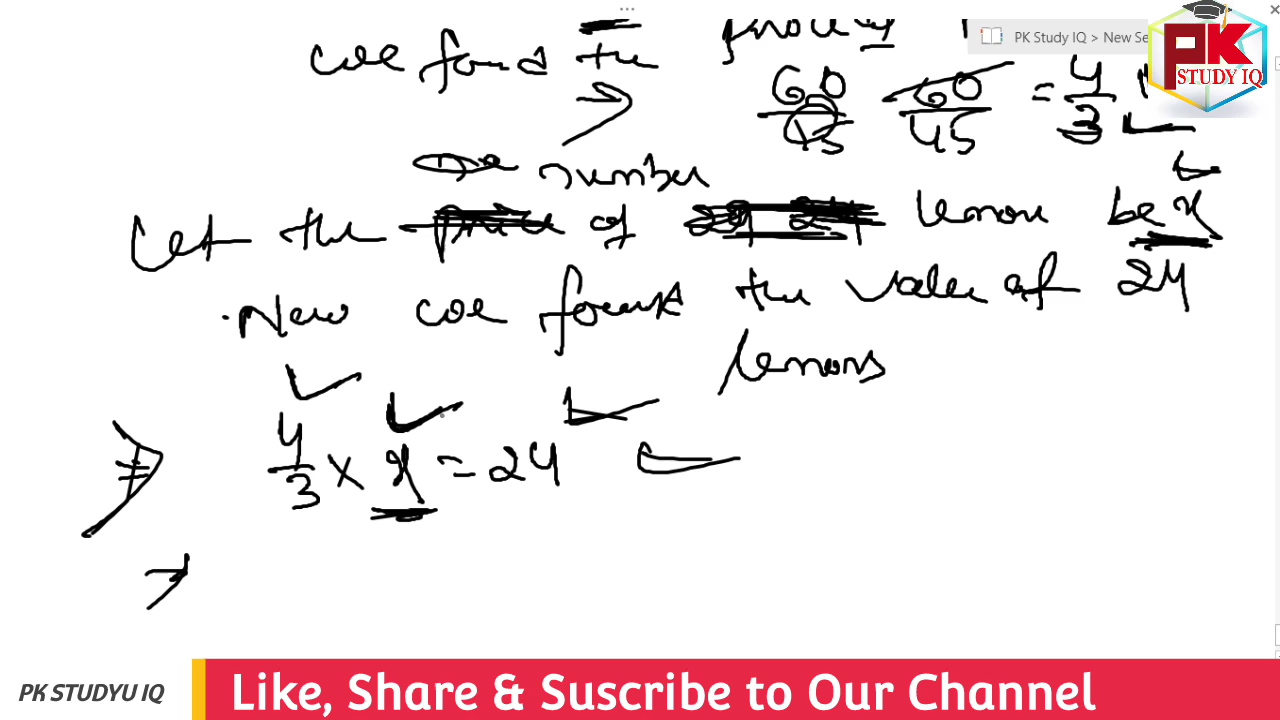 PK Study IQ > New Se
PK
STUDY IQ
we found the
60/45 60/45 = 4/3
number
Let the price of lemon be x
Now we found the value of 24
lemons
4/3 × x = 24
PK STUDYU IQ
Like, Share & Suscribe to Our Channel